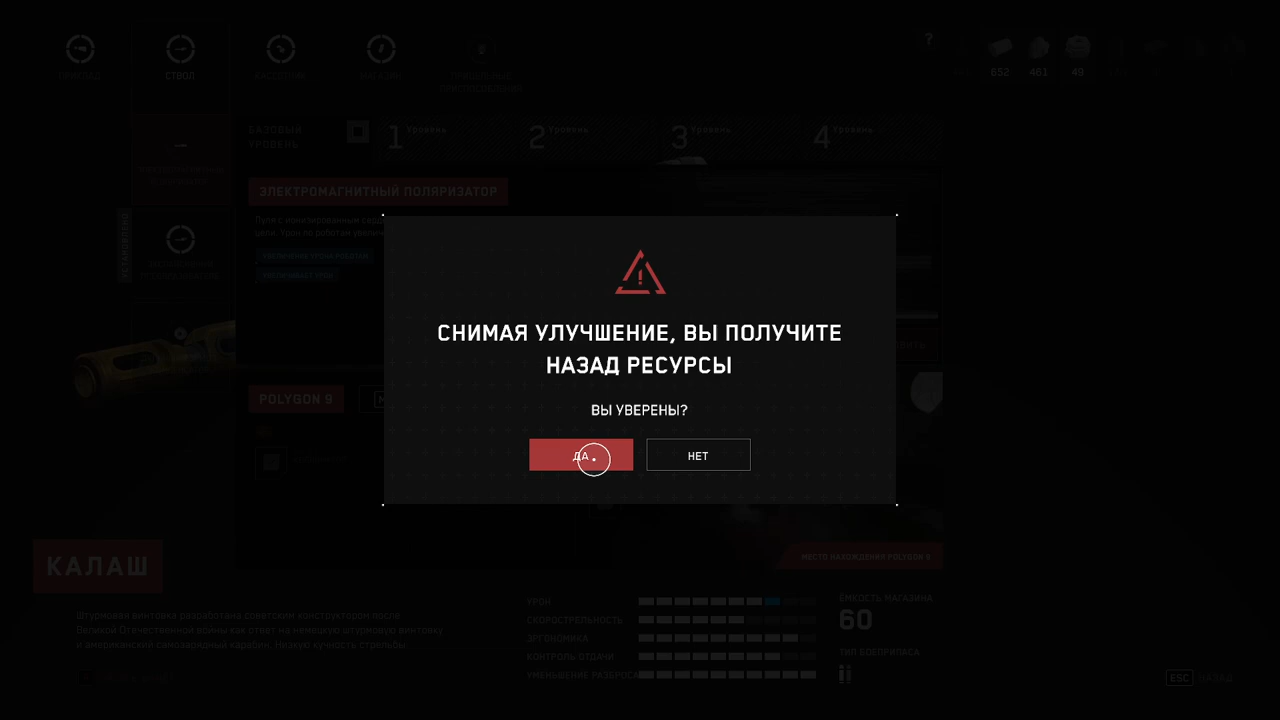 ПРИКЛАД
СТВОЛ
МАГАЗИН
ПРИЦЕЛЬНЫЕ
ПРИСПОСОБЛЕНИЯ
?
652 461 49
БАЗОВЫЙ
УРОВЕНЬ
1 Уровень
2 Уровень
3 Уровень
4 Уровень
ЭЛЕКТРОМАГНИТНЫЙ ПОЛЯРИЗАТОР
УСТАНОВЛЕНО
СНИМАЯ УЛУЧШЕНИЕ, ВЫ ПОЛУЧИТЕ
НАЗАД РЕСУРСЫ
ВЫ УВЕРЕНЫ?
ДА
НЕТ
POLYGON 9
МЕСТО НАХОЖДЕНИЯ POLYGON 9
КАЛАШ
Штурмовая винтовка разработана советским конструктором после
Великой Отечественной войны как ответ на немецкую штурмовую винтовку
и американский самозарядный карабин. Низкую кучность стрельбы
УРОН
СКОРОСТРЕЛЬНОСТЬ
ЭРГОНОМИКА
КОНТРОЛЬ ОТДАЧИ
УМЕНЬШЕНИЕ РАЗБРОСА
ЁМКОСТЬ МАГАЗИНА
60
ТИП БОЕПРИПАСА
ESC НАЗАД